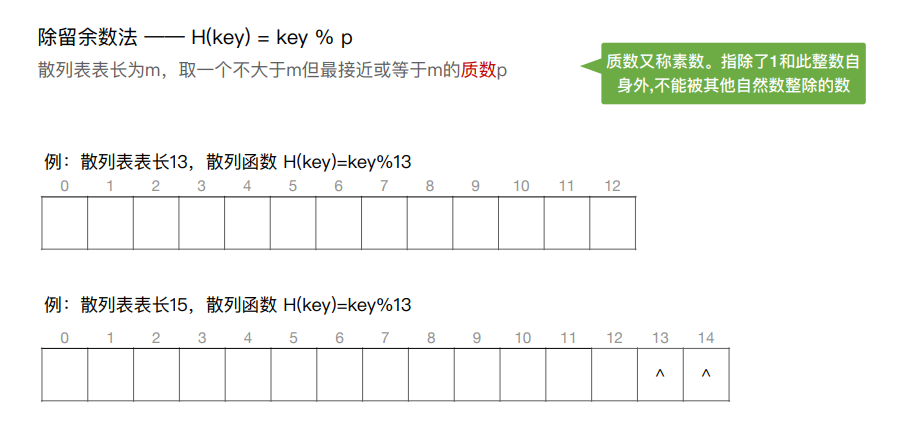 除留余数法 —— H(key) = key % p
散列表表长为m，取一个不大于m但最接近或等于m的质数p
质数又称素数。指除了1和此整数自
身外,不能被其他自然数整除的数
例：散列表表长13，散列函数 H(key)=key%13
0 1 2 3 4 5 6 7 8 9 10 11 12
例：散列表表长15，散列函数 H(key)=key%13
0 1 2 3 4 5 6 7 8 9 10 11 12 13 14
^ ^